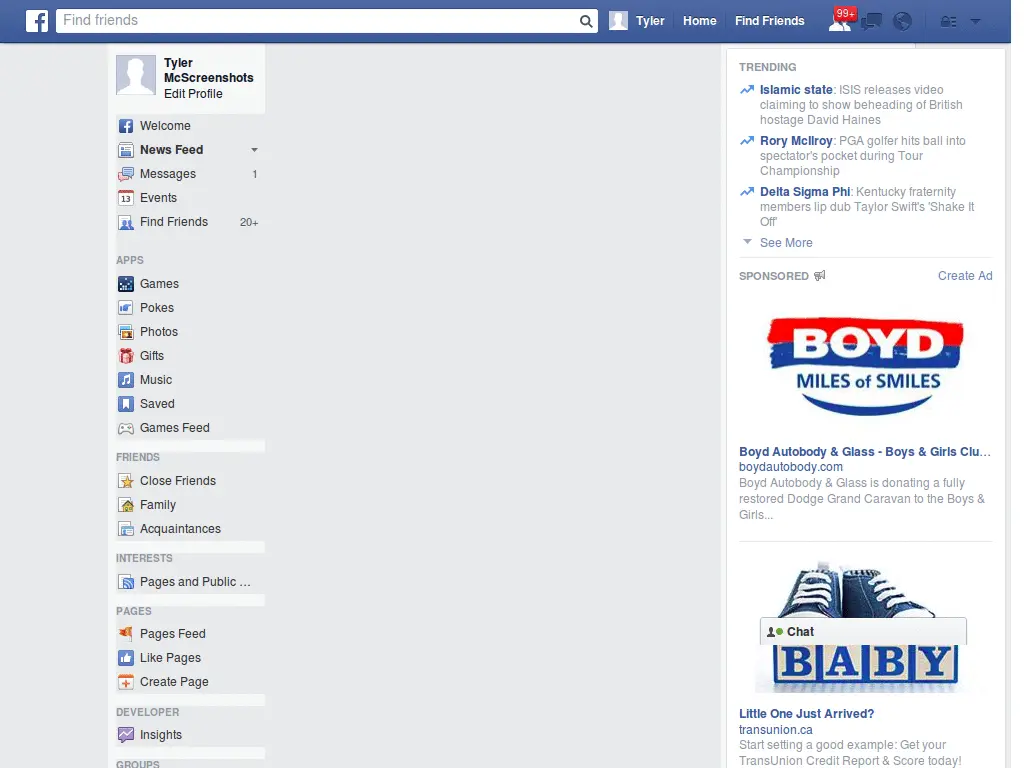 Find friends
Tyler
Home
Find Friends
99+
Tyler
McScreenshots
Edit Profile
Welcome
News Feed
Messages 1
13
Events
Find Friends 20+
APPS
Games
Pokes
Photos
Gifts
Music
Saved
Games Feed
FRIENDS
Close Friends
Family
Acquaintances
INTERESTS
Pages and Public ...
PAGES
Pages Feed
Like Pages
Create Page
DEVELOPER
Insights
GROUPS
TRENDING
Islamic state: ISIS releases video
claiming to show beheading of British
hostage David Haines
Rory McIlroy: PGA golfer hits ball into
spectator's pocket during Tour
Championship
Delta Sigma Phi: Kentucky fraternity
members lip dub Taylor Swift's 'Shake It
Off'
See More
SPONSORED
Create Ad
BOYD
MILES of SMILES
Boyd Autobody & Glass - Boys & Girls Clu...
boydautobody.com
Boyd Autobody & Glass is donating a fully
restored Dodge Grand Caravan to the Boys &
Girls...
Chat
BABY
Little One Just Arrived?
transunion.ca
Start setting a good example: Get your
TransUnion Credit Report & Score today!